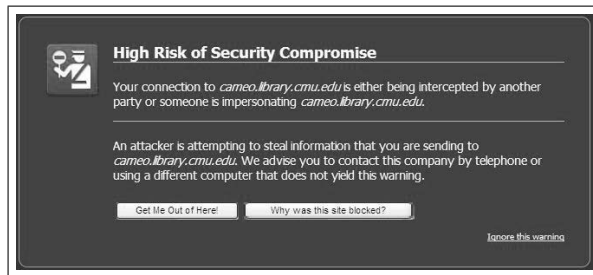 High Risk of Security Compromise
Your connection to cameo.library.cmu.edu is either being intercepted by another
party or someone is impersonating cameo.library.cmu.edu.
An attacker is attempting to steal information that you are sending to
cameo.library.cmu.edu. We advise you to contact this company by telephone or
using a different computer that does not yield this warning.
Get Me Out of Here!
Why was this site blocked?
Ignore this warning